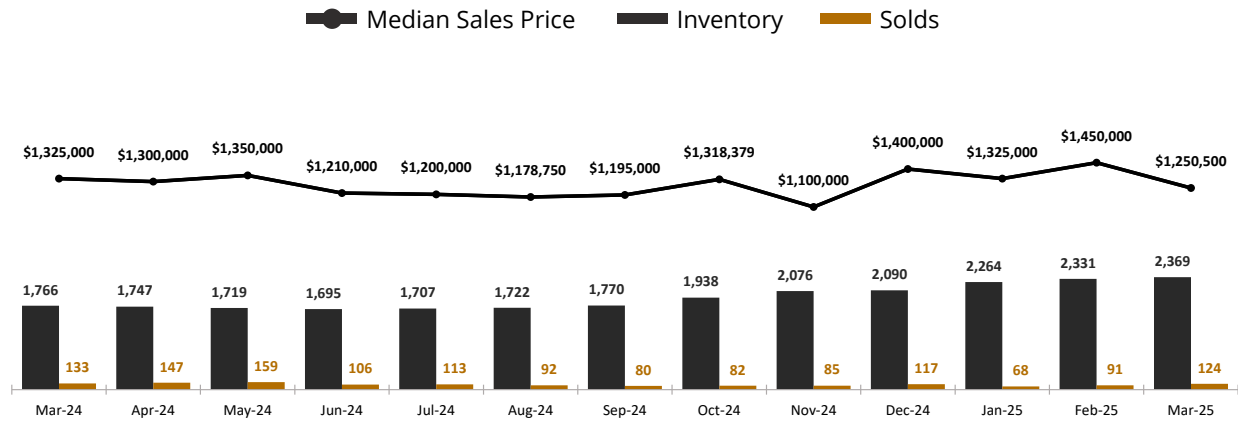 Median Sales Price Inventory Solds
$1,325,000 $1,300,000 $1,350,000 $1,210,000 $1,200,000 $1,178,750 $1,195,000 $1,318,379 $1,100,000 $1,400,000 $1,325,000 $1,450,000 $1,250,500
1,766 1,747 1,719 1,695 1,707 1,722 1,770 1,938 2,076 2,090 2,264 2,331 2,369
133 147 159 106 113 92 80 82 85 117 68 91 124
Mar-24 Apr-24 May-24 Jun-24 Jul-24 Aug-24 Sep-24 Oct-24 Nov-24 Dec-24 Jan-25 Feb-25 Mar-25